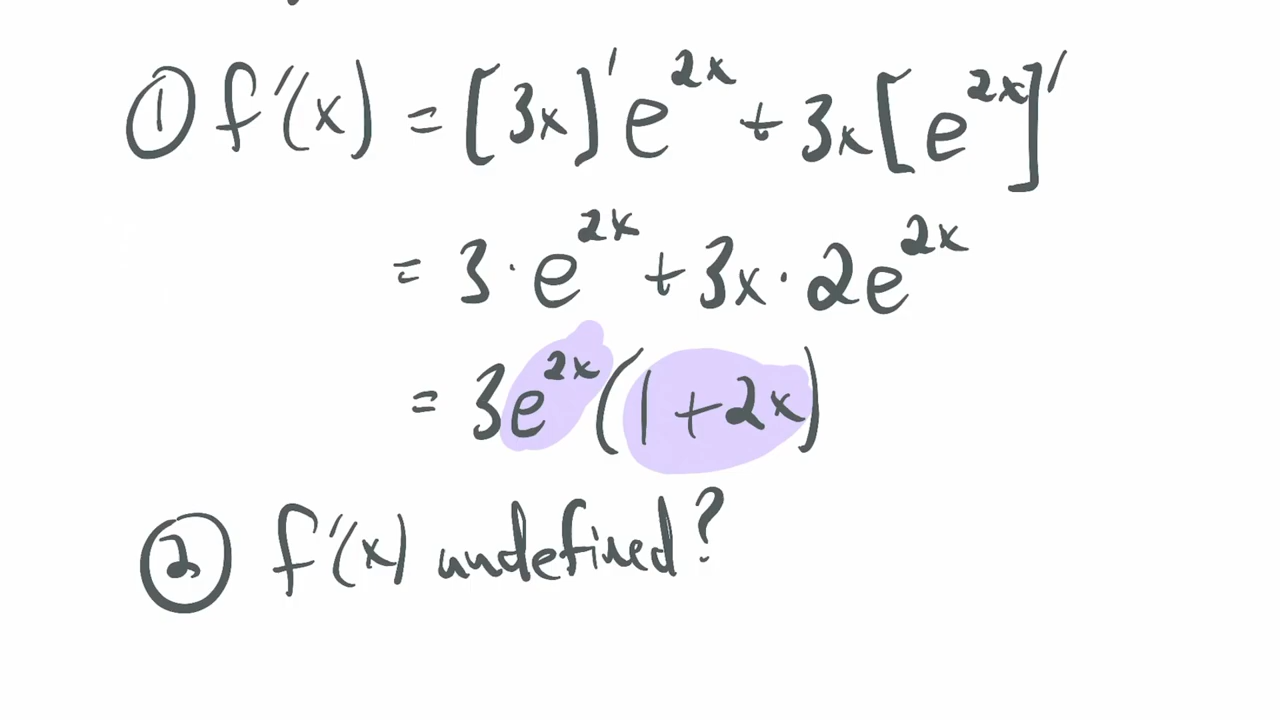 ① f'(x) = [3x]' e^{2x} + 3x [e^{2x}]'
= 3 · e^{2x} + 3x · 2e^{2x}
= 3e^{2x} (1 + 2x)
② f'(x) undefined?